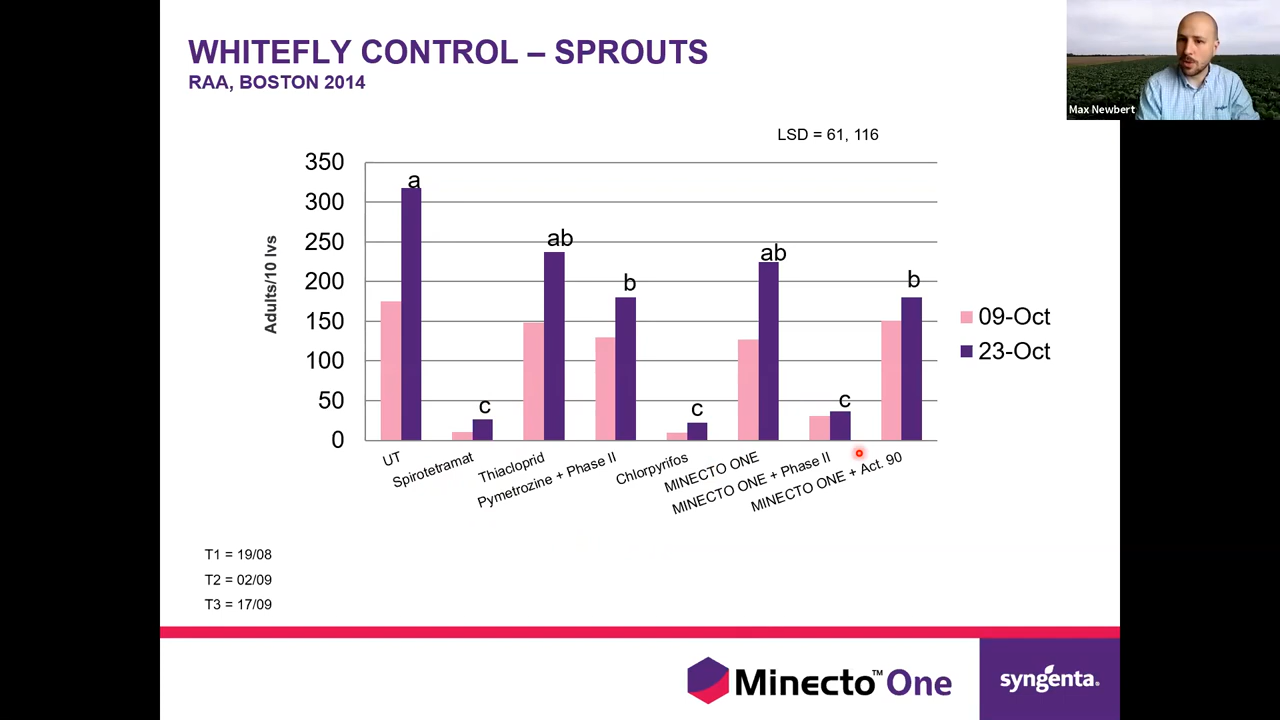 WHITEFLY CONTROL – SPROUTS
RAA, BOSTON 2014
Max Newbert
LSD = 61, 116
350
300
250
200
150
100
50
0
Adults/10 lvs
a
c
ab
b
c
ab
c
b
UT
Spirotetramat
Thiacloprid
Pymetrozine + Phase II
Chlorpyrifos
MINECTO ONE
MINECTO ONE + Phase II
MINECTO ONE + Act. 90
09-Oct
23-Oct
T1 = 19/08
T2 = 02/09
T3 = 17/09
Minecto™ One
syngenta.